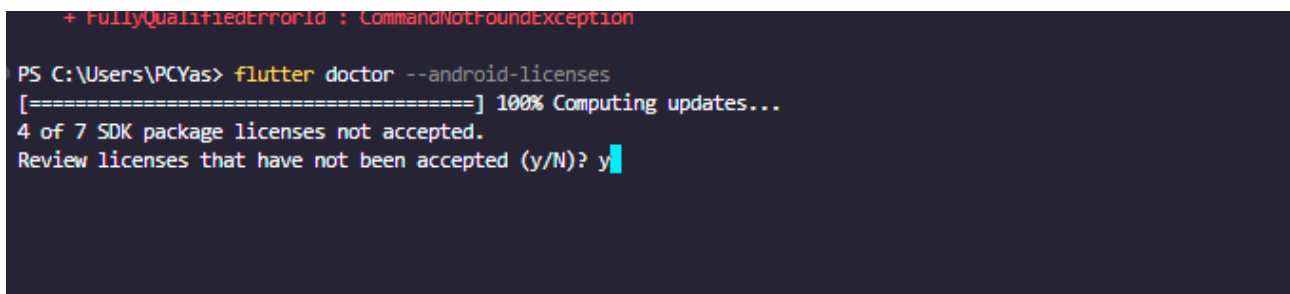 + FullyQualifiedErrorId : CommandNotFoundException
PS C:\Users\PCYas> flutter doctor --android-licenses
[=======================================] 100% Computing updates...
4 of 7 SDK package licenses not accepted.
Review licenses that have not been accepted (y/N)? y